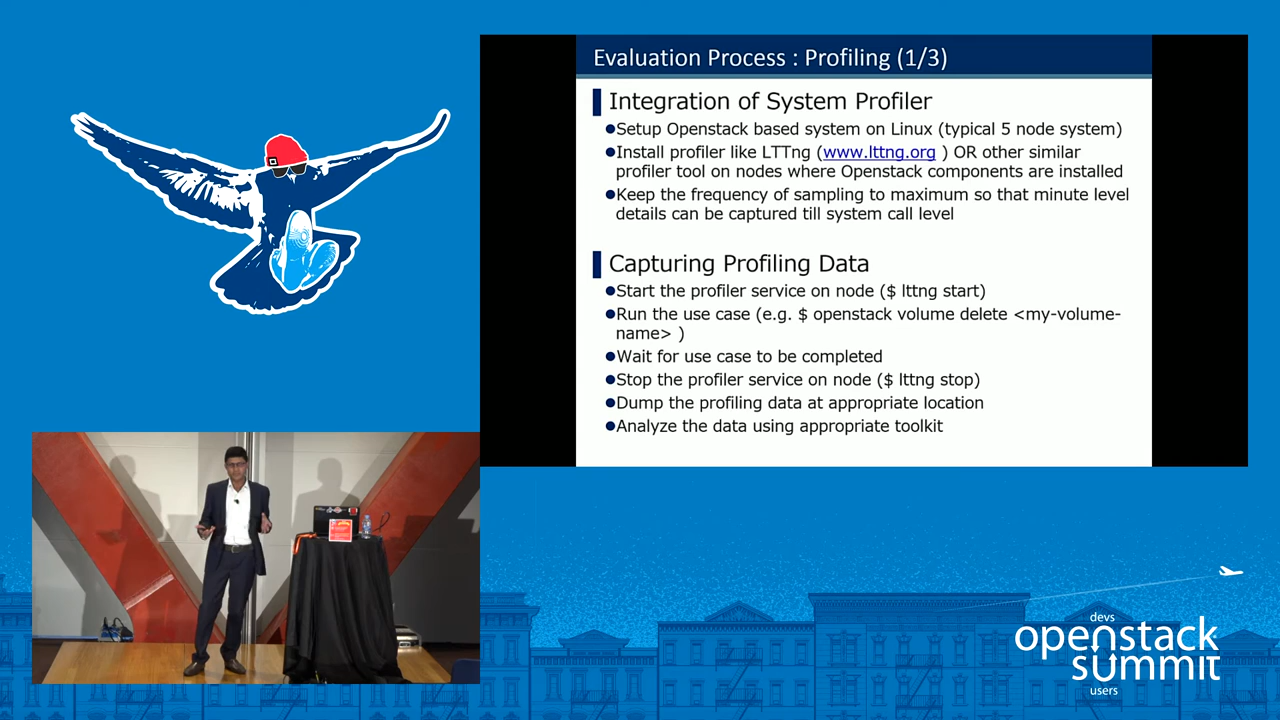 Evaluation Process : Profiling (1/3)
Integration of System Profiler
●Setup Openstack based system on Linux (typical 5 node system)
●Install profiler like LTTng (www.lttng.org ) OR other similar
profiler tool on nodes where Openstack components are installed
●Keep the frequency of sampling to maximum so that minute level
details can be captured till system call level
Capturing Profiling Data
●Start the profiler service on node ($ lttng start)
●Run the use case (e.g. $ openstack volume delete <my-volume-
name> )
●Wait for use case to be completed
●Stop the profiler service on node ($ lttng stop)
●Dump the profiling data at appropriate location
●Analyze the data using appropriate toolkit
devs
openstack
summit
users